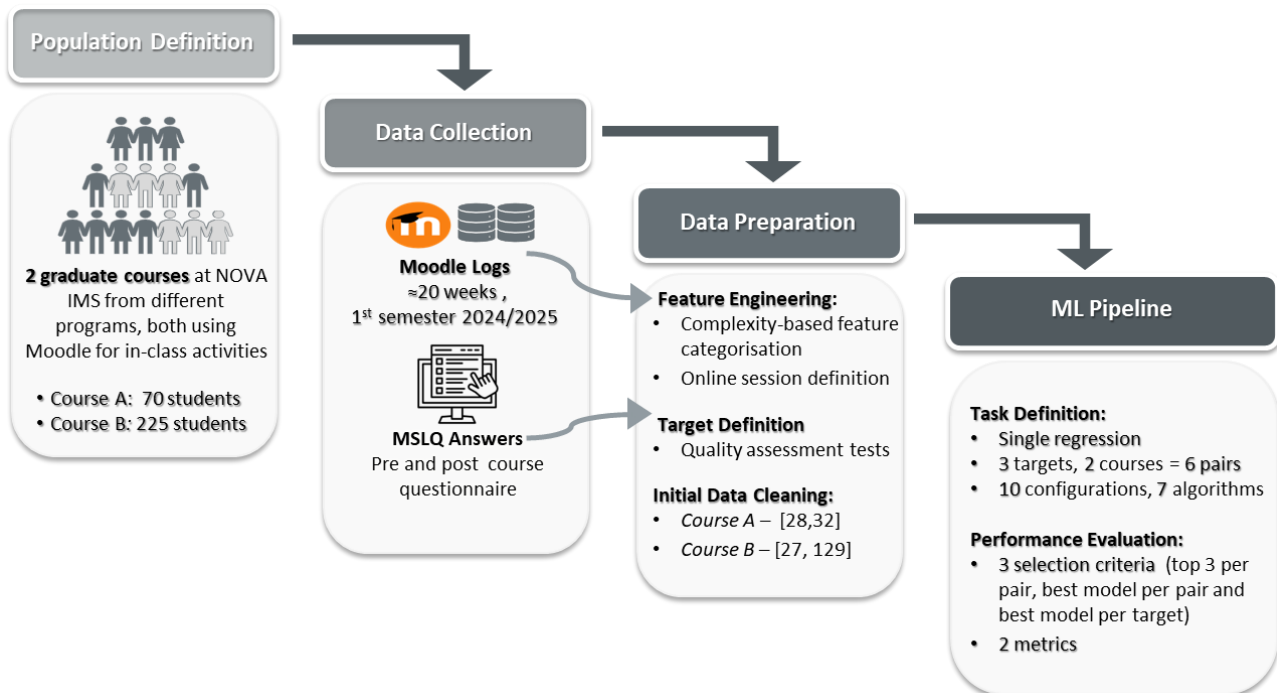 Population Definition
2 graduate courses at NOVA
IMS from different
programs, both using
Moodle for in-class activities
• Course A: 70 students
• Course B: 225 students
Data Collection
Moodle Logs
≈20 weeks ,
1st semester 2024/2025
MSLQ Answers
Pre and post course
questionnaire
Data Preparation
Feature Engineering:
• Complexity-based feature
categorisation
• Online session definition
Target Definition
• Quality assessment tests
Initial Data Cleaning:
• Course A – [28,32]
• Course B – [27, 129]
ML Pipeline
Task Definition:
• Single regression
• 3 targets, 2 courses = 6 pairs
• 10 configurations, 7 algorithms
Performance Evaluation:
• 3 selection criteria (top 3 per
pair, best model per pair and
best model per target)
• 2 metrics